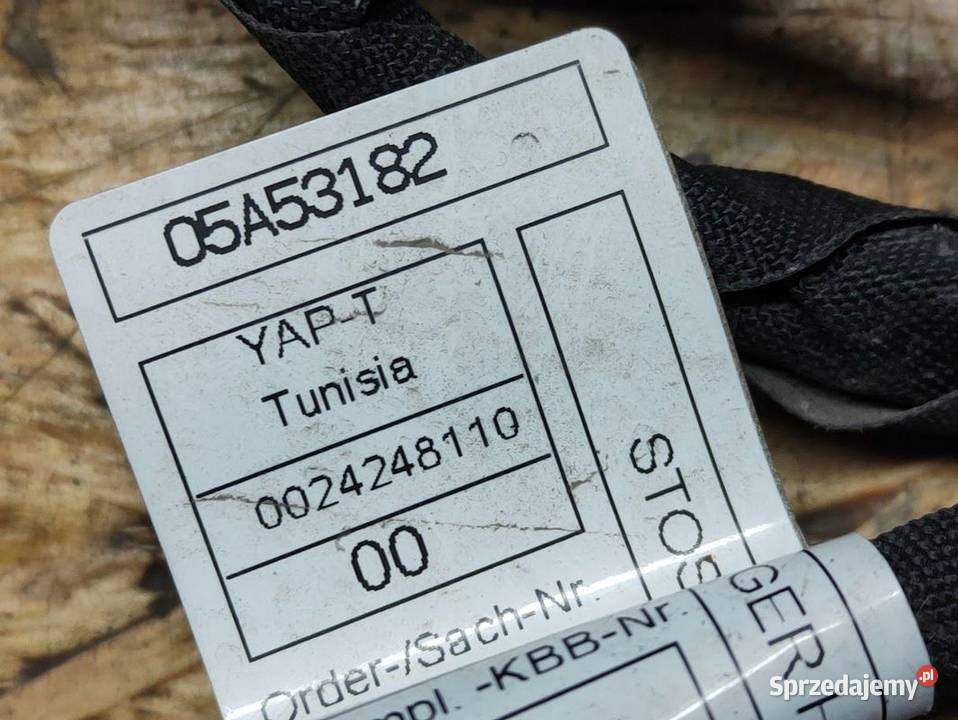 05A53182
YAP-T
Tunisia
0024248110
00
Order-/Sach-Nr.
-KBB-Nr.
Sprzedajemy.pl